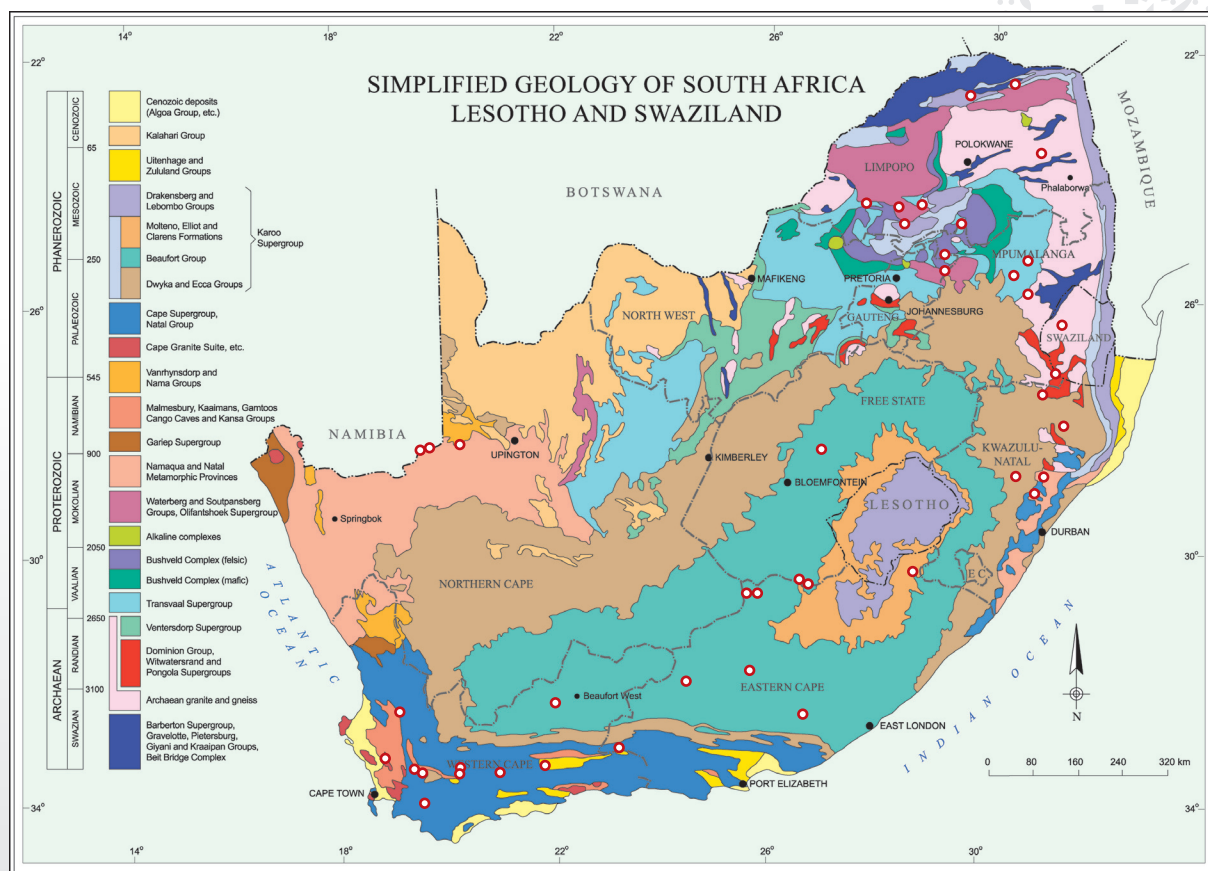 14°
18°
22°
26°
30°
22°
22°
SIMPLIFIED GEOLOGY OF SOUTH AFRICA
LESOTHO AND SWAZILAND
PHANEROZOIC
PROTEROZOIC
ARCHAEAN
CENOZOIC
MESOZOIC
PALAEOZOIC
NAMIBIAN
MOKOLIAN
VAALIAN
RANDIAN
SWAZIAN
65
250
545
900
2050
2650
3100
Cenozoic deposits
(Algoa Group, etc.)
Kalahari Group
Uitenhage and
Zululand Groups
Drakensberg and
Lebombo Groups
Molteno, Elliot and
Clarens Formations
Beaufort Group
Dwyka and Ecca Groups
Karoo
Supergroup
Cape Supergroup,
Natal Group
Cape Granite Suite, etc.
Vanrhynsdorp and
Nama Groups
Malmesbury, Kaaimans, Gamtoos
Cango Caves and Kansa Groups
Gariep Supergroup
Namaqua and Natal
Metamorphic Provinces
Waterberg and Soutpansberg
Groups, Olifantshoek Supergroup
Alkaline complexes
Bushveld Complex (felsic)
Bushveld Complex (mafic)
Transvaal Supergroup
Ventersdorp Supergroup
Dominion Group,
Witwatersrand and
Pongola Supergroups
Archaean granite and gneiss
Barberton Supergroup,
Gravelotte, Pietersburg,
Giyani and Kraaipan Groups,
Beit Bridge Complex
MOZAMBIQUE
BOTSWANA
LIMPOPO
POLOKWANE
Phalaborwa
MPUMALANGA
MAFIKENG
PRETORIA
26°
26°
NORTH WEST
GAUTENG
JOHANNESBURG
SWAZILAND
FREE STATE
NAMIBIA
UPINGTON
KIMBERLEY
KWAZULU-
NATAL
BLOEMFONTEIN
LESOTHO
Springbok
DURBAN
30°
30°
NORTHERN CAPE
E C
ATLANTIC
OCEAN
INDIAN OCEAN
EASTERN CAPE
Beaufort West
N
EAST LONDON
WESTERN CAPE
0 80 160 240 320 km
CAPE TOWN
PORT ELIZABETH
34°
34°
14°
18°
22°
26°
30°